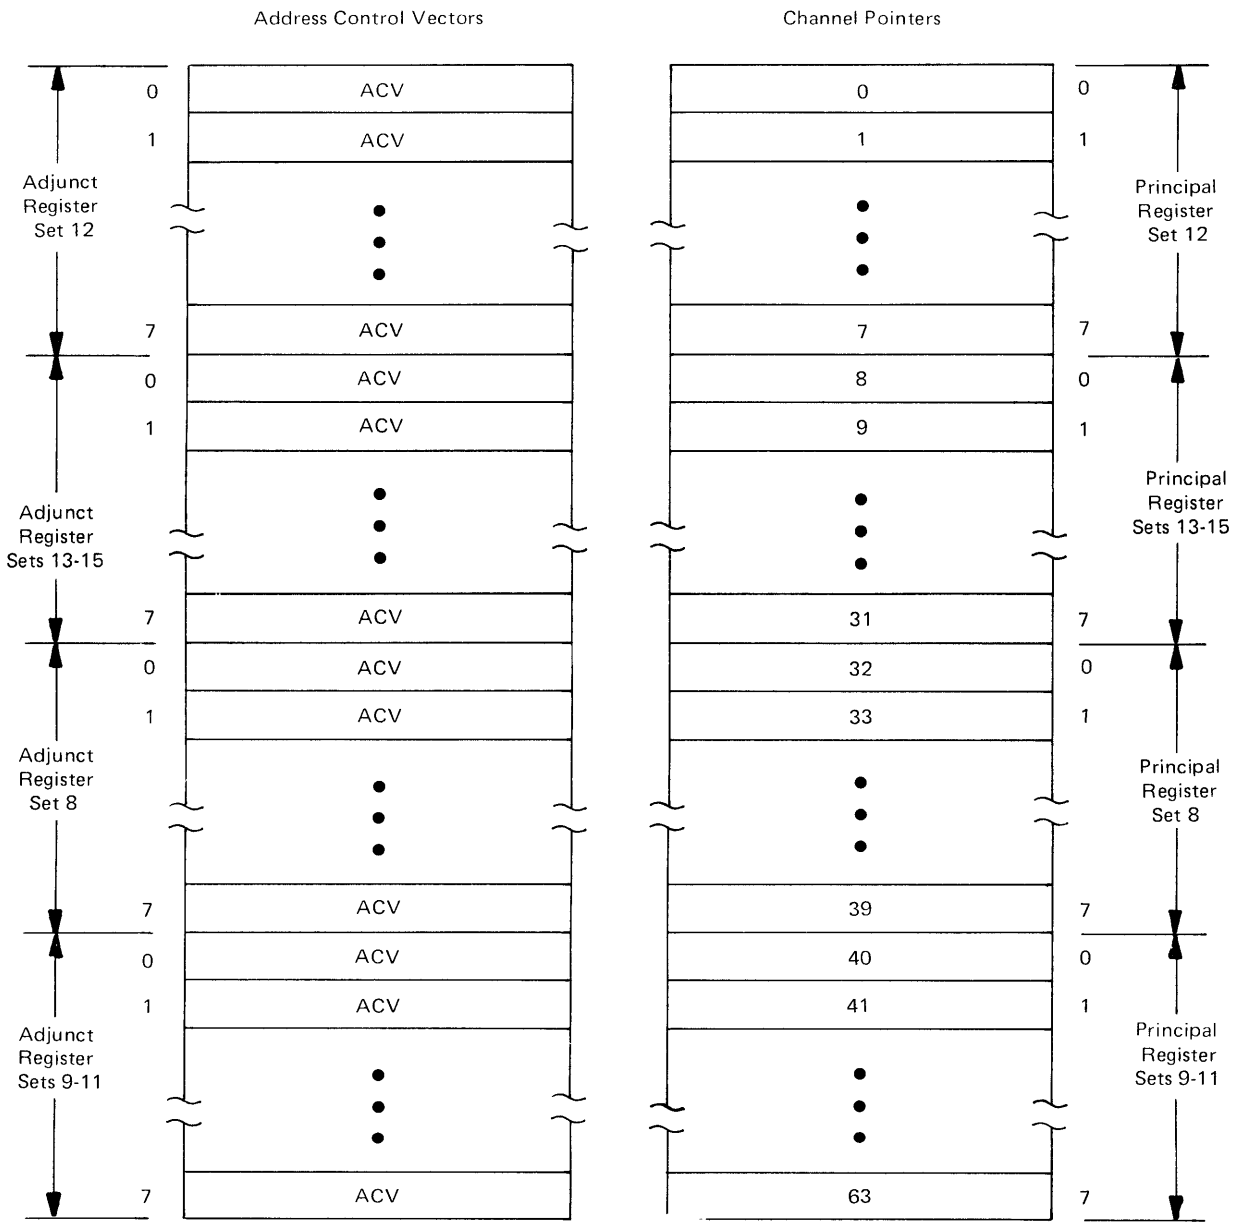 Address Control Vectors
Channel Pointers
0 ACV 0 0
1 ACV 1 1
Adjunct
Register
Set 12
Principal
Register
Set 12
7 ACV 7 7
0 ACV 8 0
1 ACV 9 1
Adjunct
Register
Sets 13-15
Principal
Register
Sets 13-15
7 ACV 31 7
0 ACV 32 0
1 ACV 33 1
Adjunct
Register
Set 8
Principal
Register
Set 8
7 ACV 39 7
0 ACV 40 0
1 ACV 41 1
Adjunct
Register
Sets 9-11
Principal
Register
Sets 9-11
7 ACV 63 7